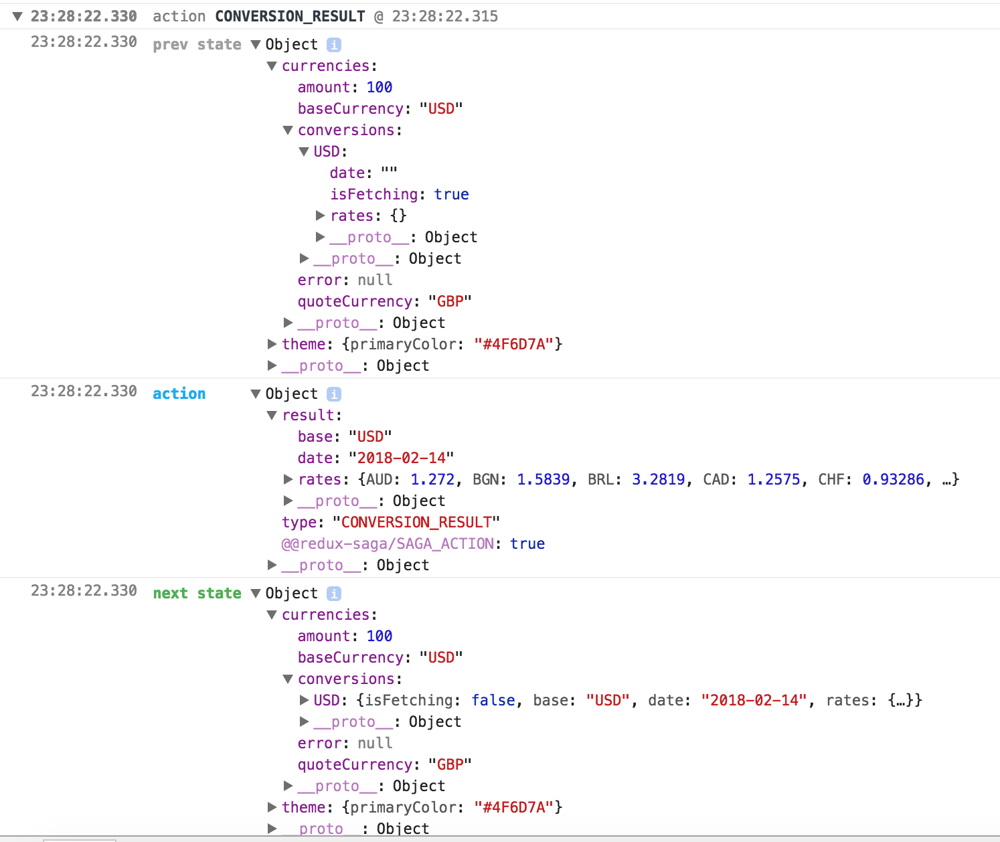 ▼ 23:28:22.330 action CONVERSION_RESULT @ 23:28:22.315
23:28:22.330 prev state ▼ Object i
▼ currencies:
amount: 100
baseCurrency: "USD"
▼ conversions:
▼ USD:
date: ""
isFetching: true
▶ rates: {}
▶ __proto__: Object
▶ __proto__: Object
error: null
quoteCurrency: "GBP"
▶ __proto__: Object
▶ theme: {primaryColor: "#4F6D7A"}
▶ __proto__: Object
23:28:22.330 action ▼ Object i
▼ result:
base: "USD"
date: "2018-02-14"
▶ rates: {AUD: 1.272, BGN: 1.5839, BRL: 3.2819, CAD: 1.2575, CHF: 0.93286, …}
▶ __proto__: Object
type: "CONVERSION_RESULT"
@@redux-saga/SAGA_ACTION: true
▶ __proto__: Object
23:28:22.330 next state ▼ Object i
▼ currencies:
amount: 100
baseCurrency: "USD"
▼ conversions:
▶ USD: {isFetching: false, base: "USD", date: "2018-02-14", rates: {…}}
▶ __proto__: Object
error: null
quoteCurrency: "GBP"
▶ __proto__: Object
▶ theme: {primaryColor: "#4F6D7A"}
▶ __proto__: Object